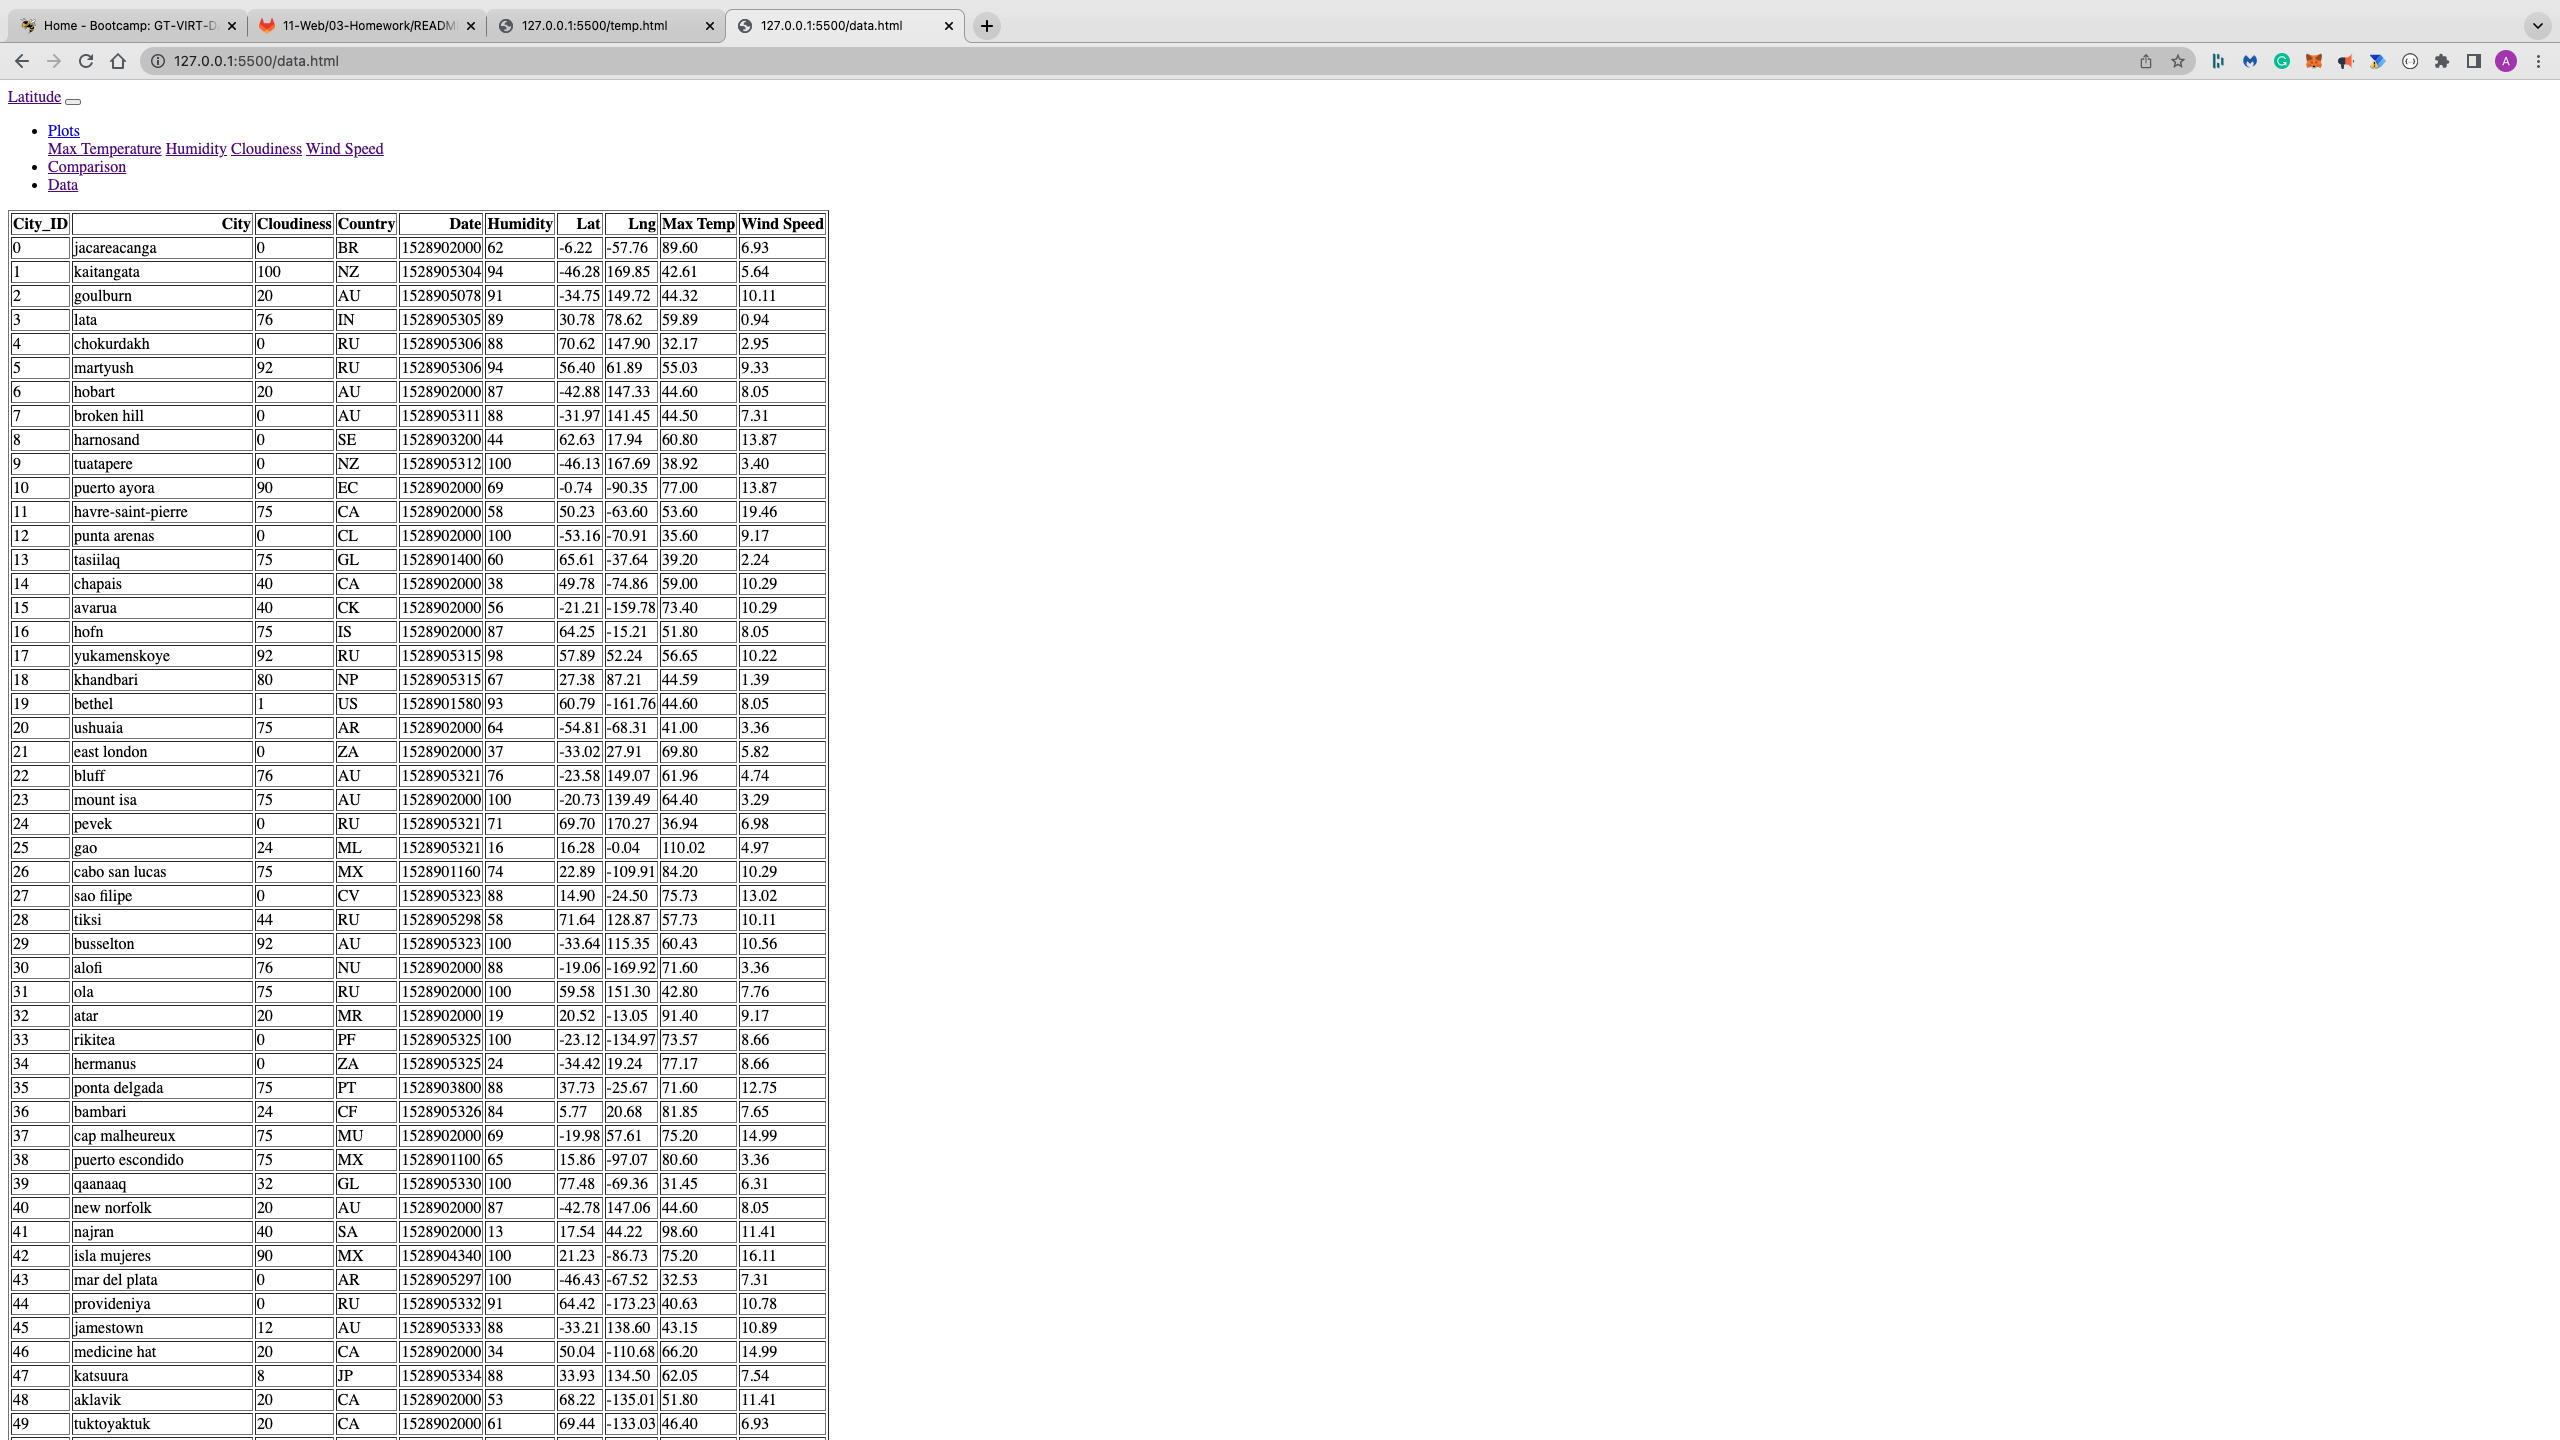 Home - Bootcamp: GT-VIRT-D
11-Web/03-Homework/READM
127.0.0.1:5500/temp.html
127.0.0.1:5500/data.html
127.0.0.1:5500/data.html
A
Latitude
Plots
Max Temperature Humidity Cloudiness Wind Speed
Comparison
Data
City_ID City Cloudiness Country Date Humidity Lat Lng Max Temp Wind Speed
0 jacareacanga 0 BR 1528902000 62 -6.22 -57.76 89.60 6.93
1 kaitangata 100 NZ 1528905304 94 -46.28 169.85 42.61 5.64
2 goulburn 20 AU 1528905078 91 -34.75 149.72 44.32 10.11
3 lata 76 IN 1528905305 89 30.78 78.62 59.89 0.94
4 chokurdakh 0 RU 1528905306 88 70.62 147.90 32.17 2.95
5 martyush 92 RU 1528905306 94 56.40 61.89 55.03 9.33
6 hobart 20 AU 1528902000 87 -42.88 147.33 44.60 8.05
7 broken hill 0 AU 1528905311 88 -31.97 141.45 44.50 7.31
8 harnosand 0 SE 1528903200 44 62.63 17.94 60.80 13.87
9 tuatapere 0 NZ 1528905312 100 -46.13 167.69 38.92 3.40
10 puerto ayora 90 EC 1528902000 69 -0.74 -90.35 77.00 13.87
11 havre-saint-pierre 75 CA 1528902000 58 50.23 -63.60 53.60 19.46
12 punta arenas 0 CL 1528902000 100 -53.16 -70.91 35.60 9.17
13 tasiilaq 75 GL 1528901400 60 65.61 -37.64 39.20 2.24
14 chapais 40 CA 1528902000 38 49.78 -74.86 59.00 10.29
15 avarua 40 CK 1528902000 56 -21.21 -159.78 73.40 10.29
16 hofn 75 IS 1528902000 87 64.25 -15.21 51.80 8.05
17 yukamenskoye 92 RU 1528905315 98 57.89 52.24 56.65 10.22
18 khandbari 80 NP 1528905315 67 27.38 87.21 44.59 1.39
19 bethel 1 US 1528901580 93 60.79 -161.76 44.60 8.05
20 ushuaia 75 AR 1528902000 64 -54.81 -68.31 41.00 3.36
21 east london 0 ZA 1528902000 37 -33.02 27.91 69.80 5.82
22 bluff 76 AU 1528905321 76 -23.58 149.07 61.96 4.74
23 mount isa 75 AU 1528902000 100 -20.73 139.49 64.40 3.29
24 pevek 0 RU 1528905321 71 69.70 170.27 36.94 6.98
25 gao 24 ML 1528905321 16 16.28 -0.04 110.02 4.97
26 cabo san lucas 75 MX 1528901160 74 22.89 -109.91 84.20 10.29
27 sao filipe 0 CV 1528905323 88 14.90 -24.50 75.73 13.02
28 tiksi 44 RU 1528905298 58 71.64 128.87 57.73 10.11
29 busselton 92 AU 1528905323 100 -33.64 115.35 60.43 10.56
30 alofi 76 NU 1528902000 88 -19.06 -169.92 71.60 3.36
31 ola 75 RU 1528902000 100 59.58 151.30 42.80 7.76
32 atar 20 MR 1528902000 19 20.52 -13.05 91.40 9.17
33 rikitea 0 PF 1528905325 100 -23.12 -134.97 73.57 8.66
34 hermanus 0 ZA 1528905325 24 -34.42 19.24 77.17 8.66
35 ponta delgada 75 PT 1528903800 88 37.73 -25.67 71.60 12.75
36 bambari 24 CF 1528905326 84 5.77 20.68 81.85 7.65
37 cap malheureux 75 MU 1528902000 69 -19.98 57.61 75.20 14.99
38 puerto escondido 75 MX 1528901100 65 15.86 -97.07 80.60 3.36
39 qaanaaq 32 GL 1528905330 100 77.48 -69.36 31.45 6.31
40 new norfolk 20 AU 1528902000 87 -42.78 147.06 44.60 8.05
41 najran 40 SA 1528902000 13 17.54 44.22 98.60 11.41
42 isla mujeres 90 MX 1528904340 100 21.23 -86.73 75.20 16.11
43 mar del plata 0 AR 1528905297 100 -46.43 -67.52 32.53 7.31
44 provideniya 0 RU 1528905332 91 64.42 -173.23 40.63 10.78
45 jamestown 12 AU 1528905333 88 -33.21 138.60 43.15 10.89
46 medicine hat 20 CA 1528902000 34 50.04 -110.68 66.20 14.99
47 katsuura 8 JP 1528905334 88 33.93 134.50 62.05 7.54
48 aklavik 20 CA 1528902000 53 68.22 -135.01 51.80 11.41
49 tuktoyaktuk 20 CA 1528902000 61 69.44 -133.03 46.40 6.93